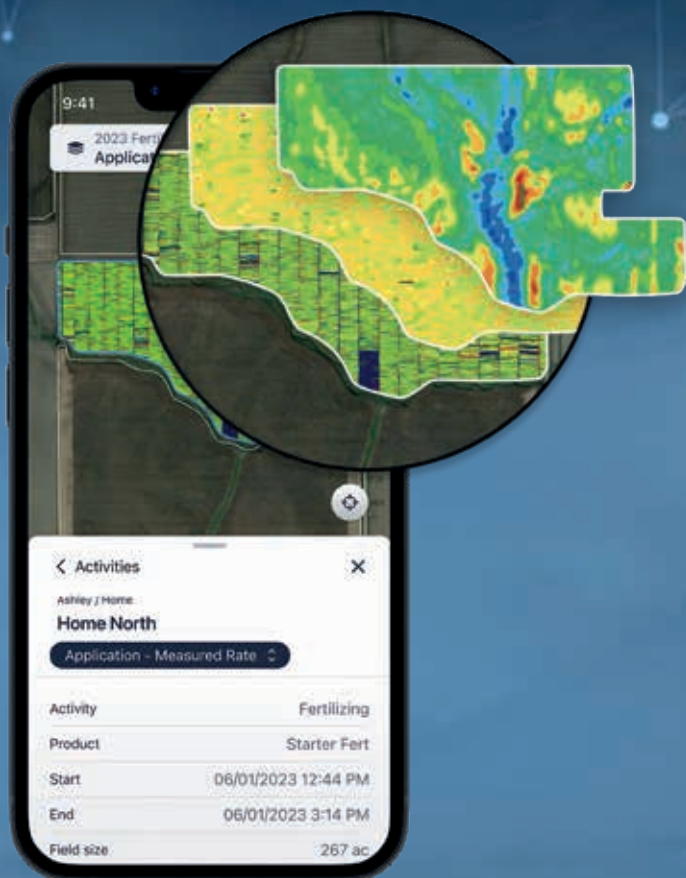 9:41
2023 Ferti
Applicat
Activities
Ashley / Home
Home North
Application - Measured Rate
Activity Fertilizing
Product Starter Fert
Start 06/01/2023 12:44 PM
End 06/01/2023 3:14 PM
Field size 267 ac